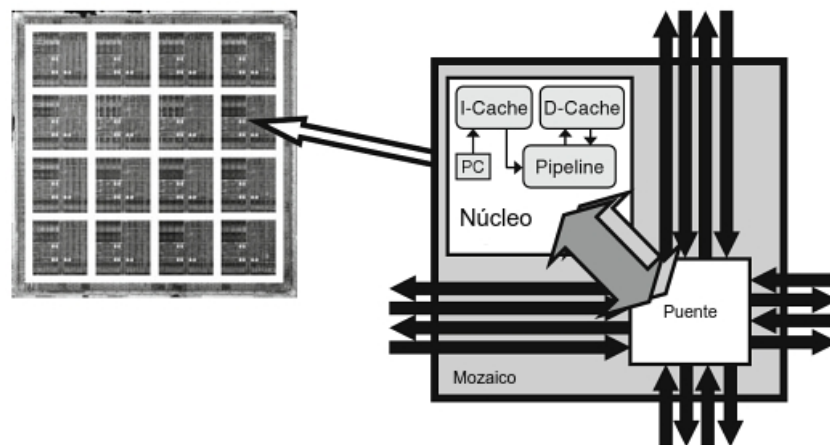 I-Cache
D-Cache
PC
Pipeline
Núcleo
Puente
Mozaico